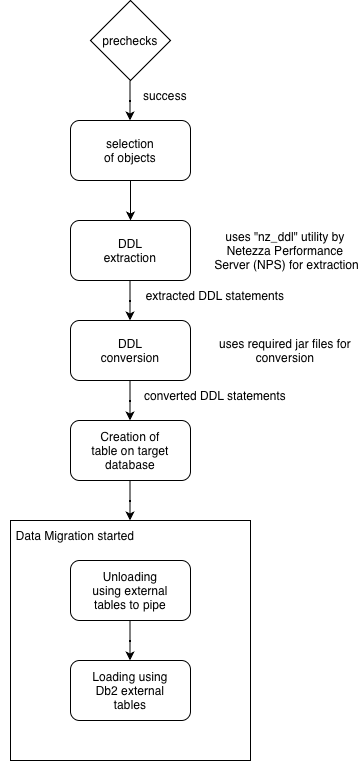 prechecks
success
selection
of objects
DDL
extraction
uses "nz_ddl" utility by
Netezza Performance
Server (NPS) for extraction
extracted DDL statements
DDL
conversion
uses required jar files for
conversion
converted DDL statements
Creation of
table on target
database
Data Migration started
Unloading
using external
tables to pipe
Loading using
Db2 external
tables